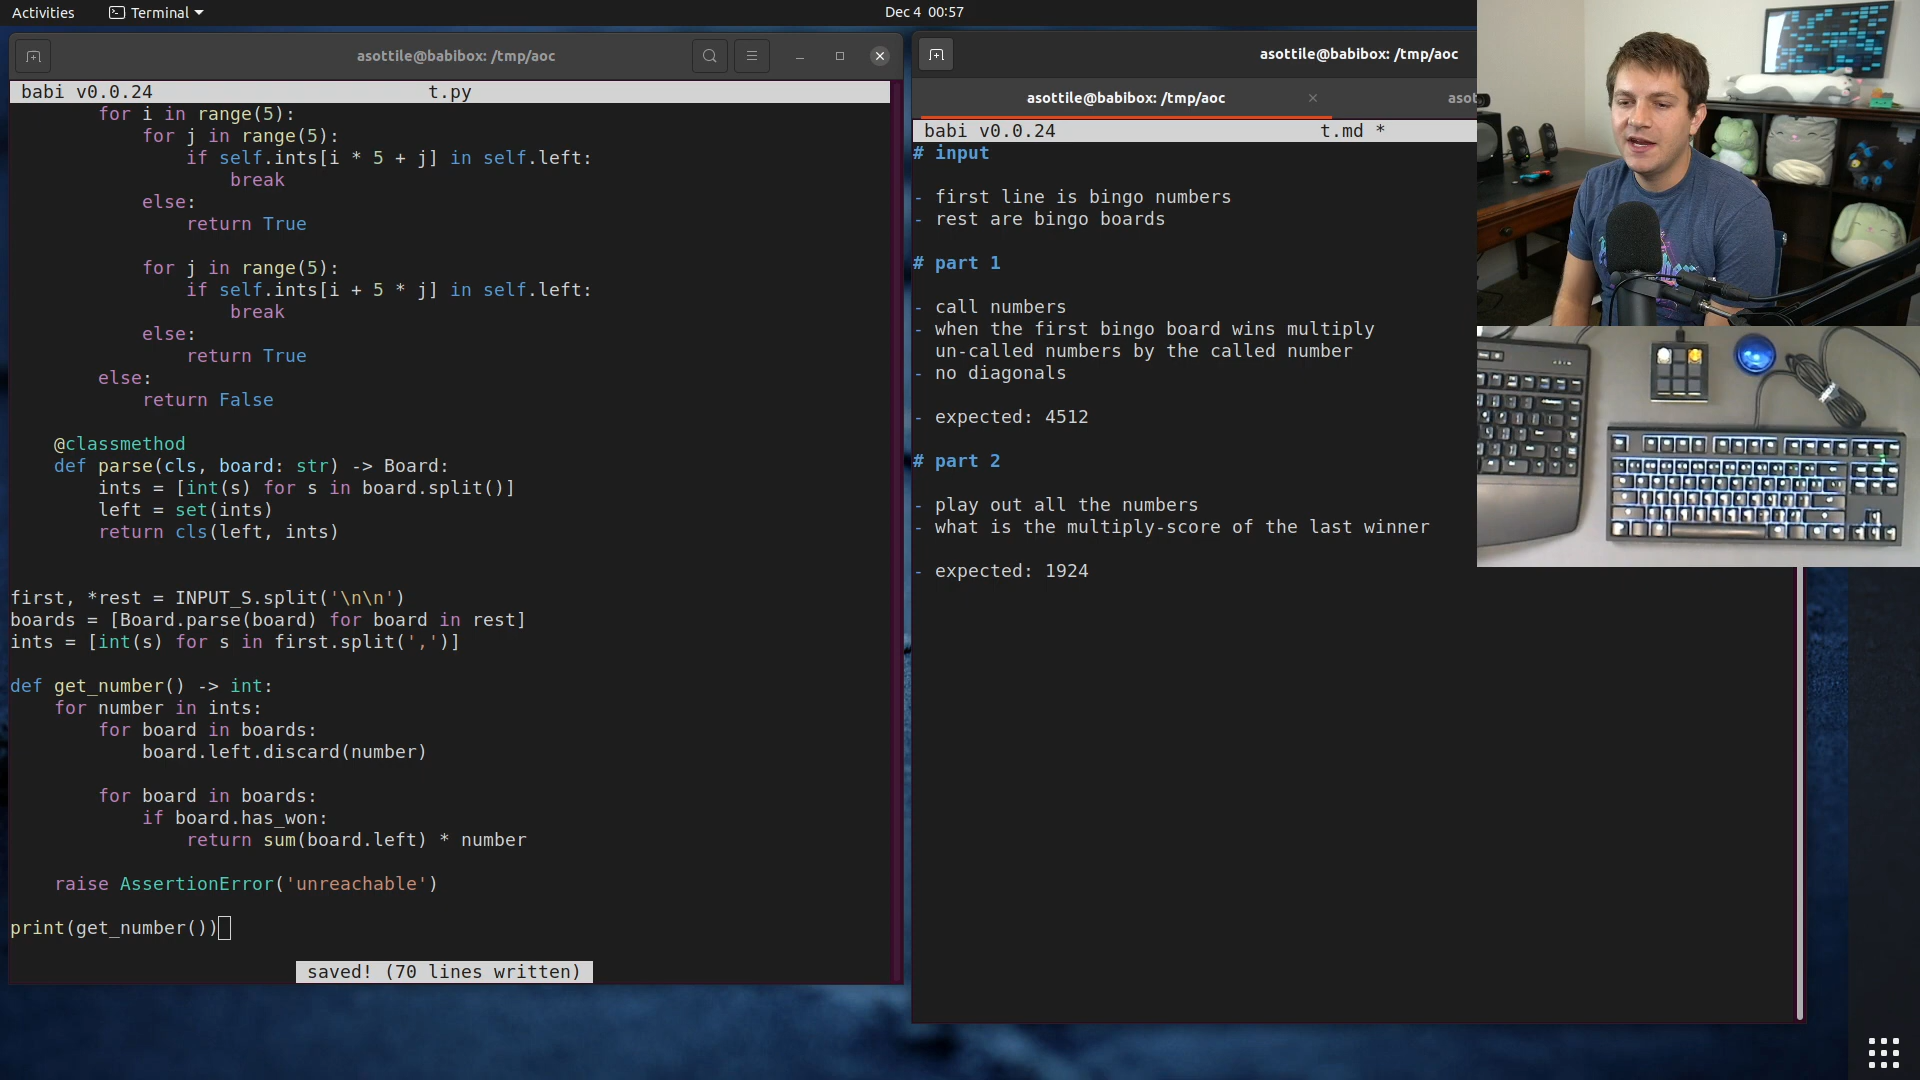 Activities
Terminal
Dec 4 00:57
asottile@babibox: /tmp/aoc
babi v0.0.24 t.py
for i in range(5):
for j in range(5):
if self.ints[i * 5 + j] in self.left:
break
else:
return True
for j in range(5):
if self.ints[i + 5 * j] in self.left:
break
else:
return True
else:
return False
@classmethod
def parse(cls, board: str) -> Board:
ints = [int(s) for s in board.split()]
left = set(ints)
return cls(left, ints)
first, *rest = INPUT_S.split('\n\n')
boards = [Board.parse(board) for board in rest]
ints = [int(s) for s in first.split(',')]
def get_number() -> int:
for number in ints:
for board in boards:
board.left.discard(number)
for board in boards:
if board.has_won:
return sum(board.left) * number
raise AssertionError('unreachable')
print(get_number())
saved! (70 lines written)
asottile@babibox: /tmp/aoc
asottile@babibox: /tmp/aoc
asot
babi v0.0.24 t.md *
# input
- first line is bingo numbers
- rest are bingo boards
# part 1
- call numbers
- when the first bingo board wins multiply
un-called numbers by the called number
- no diagonals
- expected: 4512
# part 2
- play out all the numbers
- what is the multiply-score of the last winner
- expected: 1924